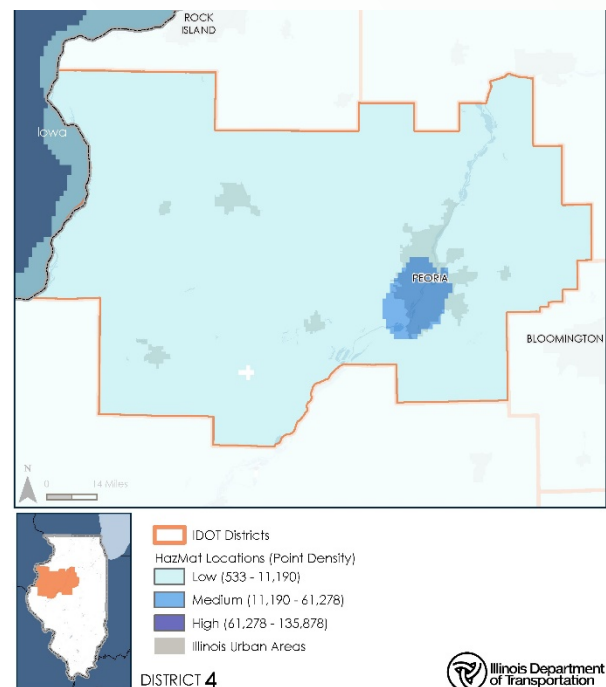 ROCK
ISLAND
Iowa
PEORIA
BLOOMINGTON
N
0 14 Miles
IDOT Districts
HazMat Locations (Point Density)
Low (533 - 11,190)
Medium (11,190 - 61,278)
High (61,278 - 135,878)
Illinois Urban Areas
DISTRICT 4
Illinois Department
of Transportation